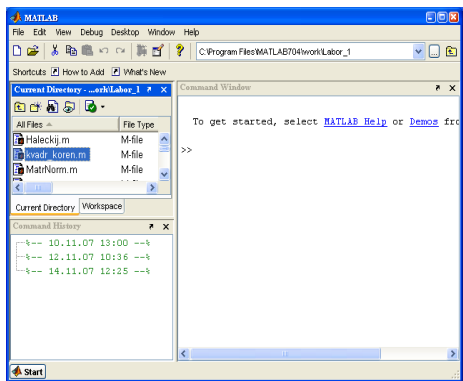 MATLAB
File Edit View Debug Desktop Window Help
C:\Program Files\MATLAB704\work\Labor_1
Shortcuts How to Add What's New
Current Directory - ...ork\Labor_1
All Files File Type
Haleckij.m M-file
kvadr_koren.m M-file
MatrNorm.m M-file
Current Directory Workspace
Command History
%-- 10.11.07 13:00 --%
%-- 12.11.07 10:36 --%
%-- 14.11.07 12:25 --%
Command Window
To get started, select MATLAB Help or Demos fro
>>
Start